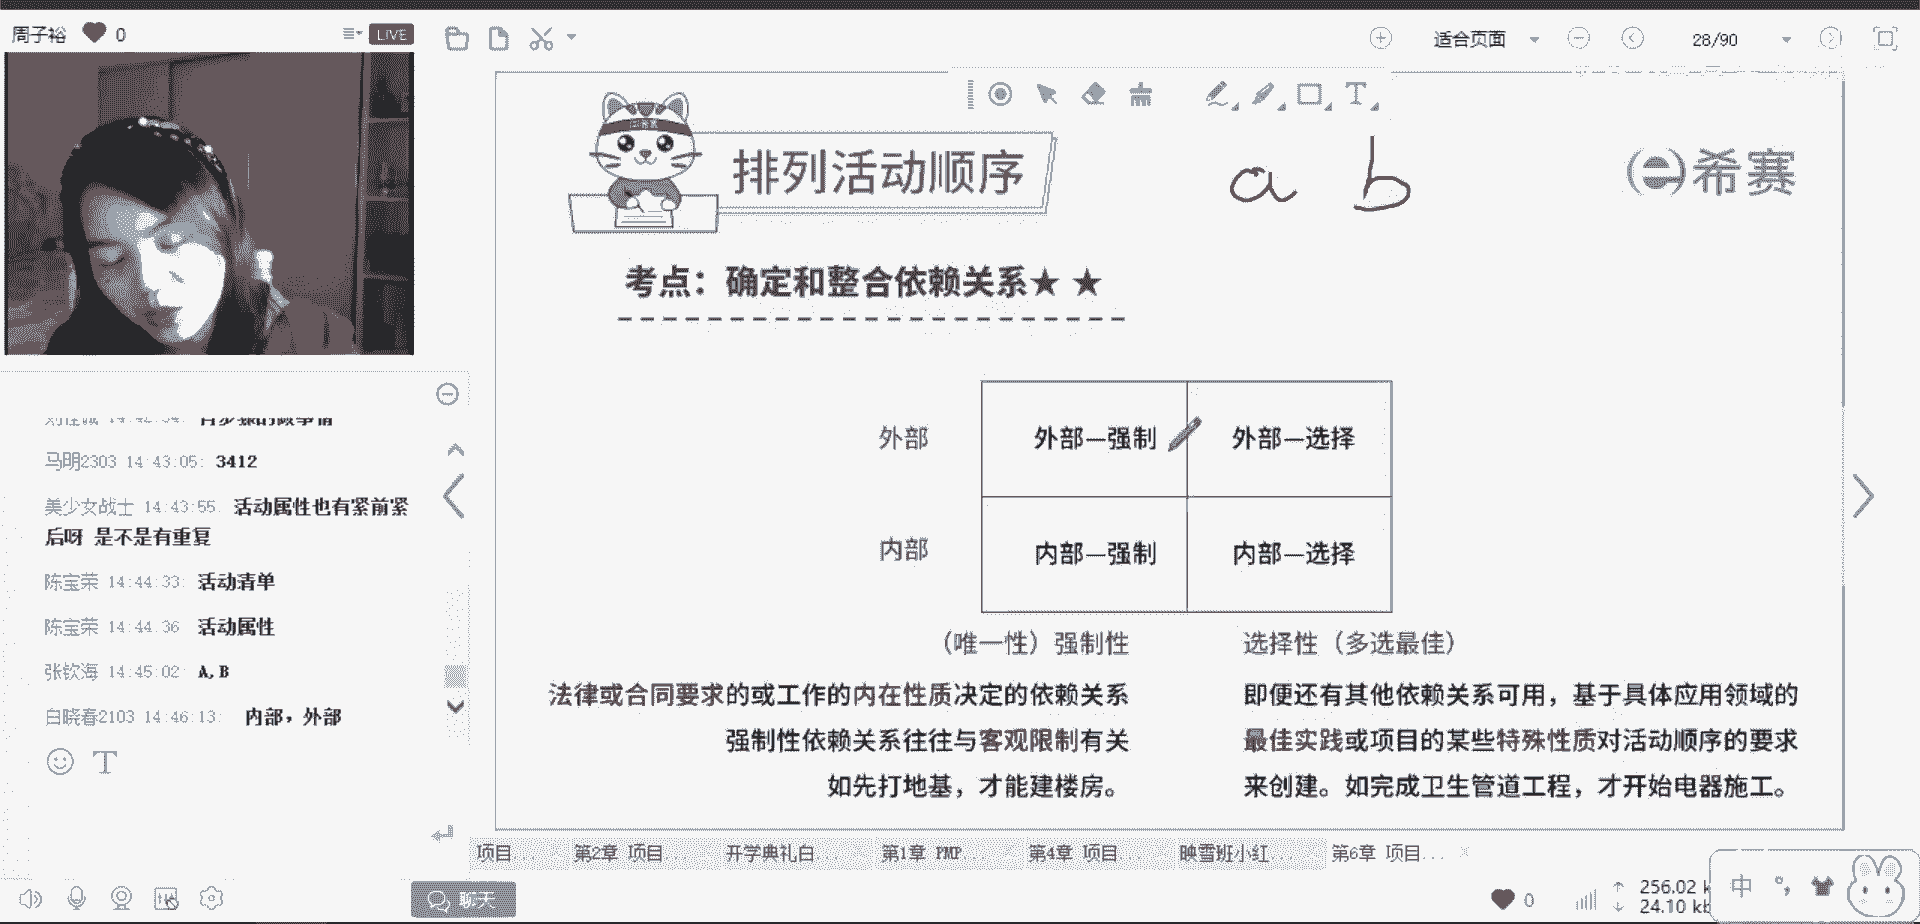 周子裕 0
LIVE
适合页面
28/90
排列活动顺序
a b
希赛
考点：确定和整合依赖关系★ ★
外部
外部—强制
外部—选择
内部
内部—强制
内部—选择
（唯一性）强制性
选择性（多选最佳）
法律或合同要求的或工作的内在性质决定的依赖关系
强制性依赖关系往往与客观限制有关
如先打地基，才能建楼房。
即便还有其他依赖关系可用，基于具体应用领域的
最佳实践或项目的某些特殊性质对活动顺序的要求
来创建。如完成卫生管道工程，才开始电器施工。
马明2303 14:43:05: 3412
美少女战士 14:43:55: 活动属性也有紧前紧
后呀 是不是有重复
陈宝荣 14:44:33: 活动清单
陈宝荣 14:44:36 活动属性
张钦海 14:45:02: A,B
白晓春2103 14:46:13: 内部，外部
T
项目...
第2章 项目...
开学典礼白...
第1章 PMP...
第4章 项目...
映雪班小红...
第6章 项目...
聊天
0
256.02 k
24.10 kb
中